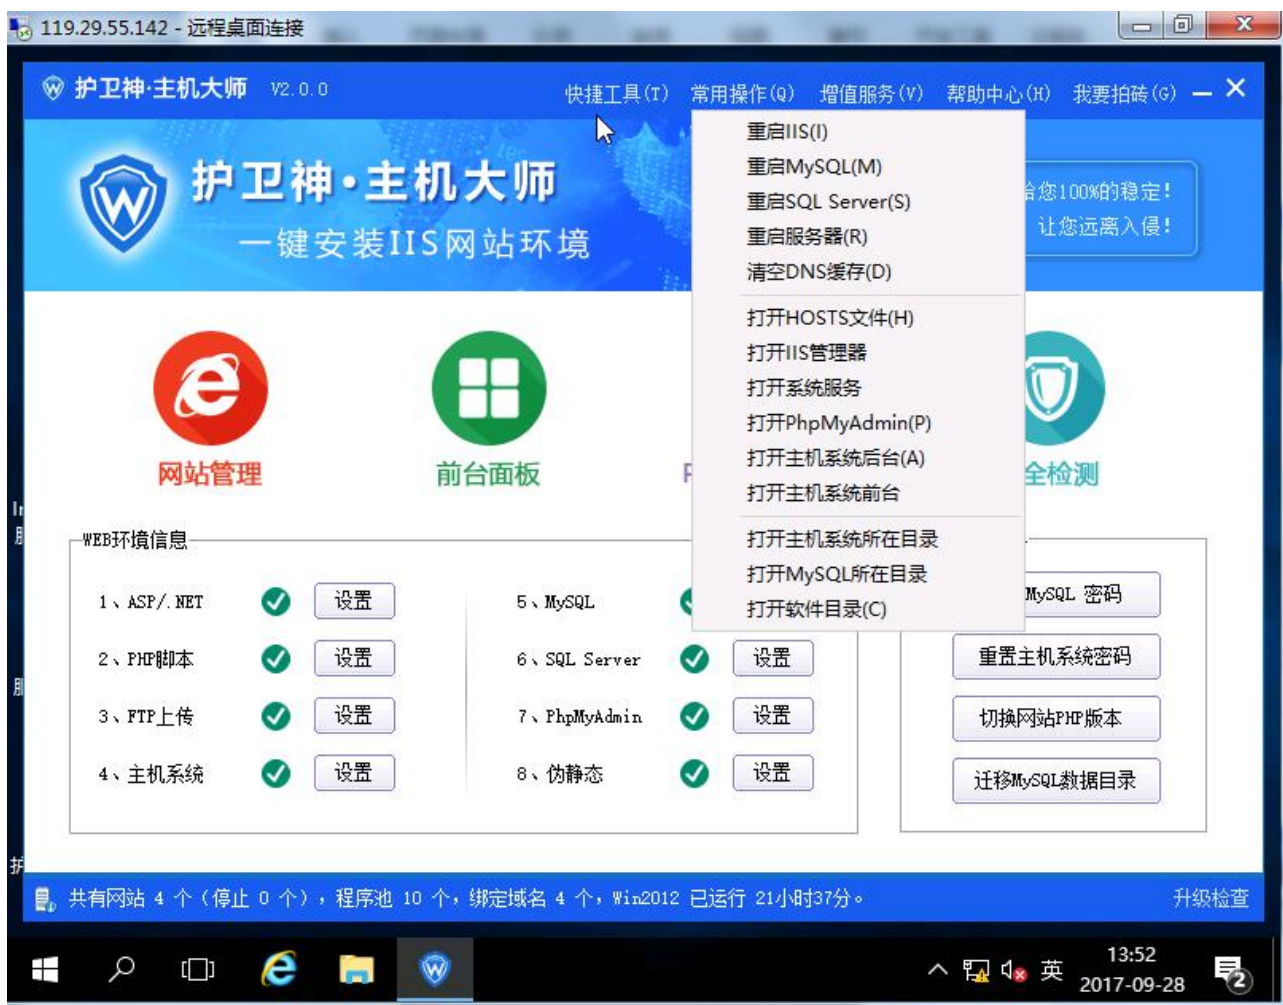 119.29.55.142 - 远程桌面连接
护卫神·主机大师 V2.0.0
快捷工具(T) 常用操作(Q) 增值服务(V) 帮助中心(H) 我要拍砖(G)
护卫神·主机大师
一键安装IIS网站环境
给您100%的稳定!
让您远离入侵!
重启IIS(I)
重启MySQL(M)
重启SQL Server(S)
重启服务器(R)
清空DNS缓存(D)
打开HOSTS文件(H)
打开IIS管理器
打开系统服务
打开PhpMyAdmin(P)
打开主机系统后台(A)
打开主机系统前台
打开主机系统所在目录
打开MySQL所在目录
打开软件目录(C)
网站管理
前台面板
全检测
WEB环境信息
1、ASP/.NET 设置
2、PHP脚本 设置
3、FTP上传 设置
4、主机系统 设置
5、MySQL
6、SQL Server 设置
7、PhpMyAdmin 设置
8、伪静态 设置
MySQL 密码
重置主机系统密码
切换网站PHP版本
迁移MySQL数据目录
共有网站 4 个(停止 0 个),程序池 10 个,绑定域名 4 个,Win2012 已运行 21小时37分。
升级检查
英
13:52
2017-09-28
2